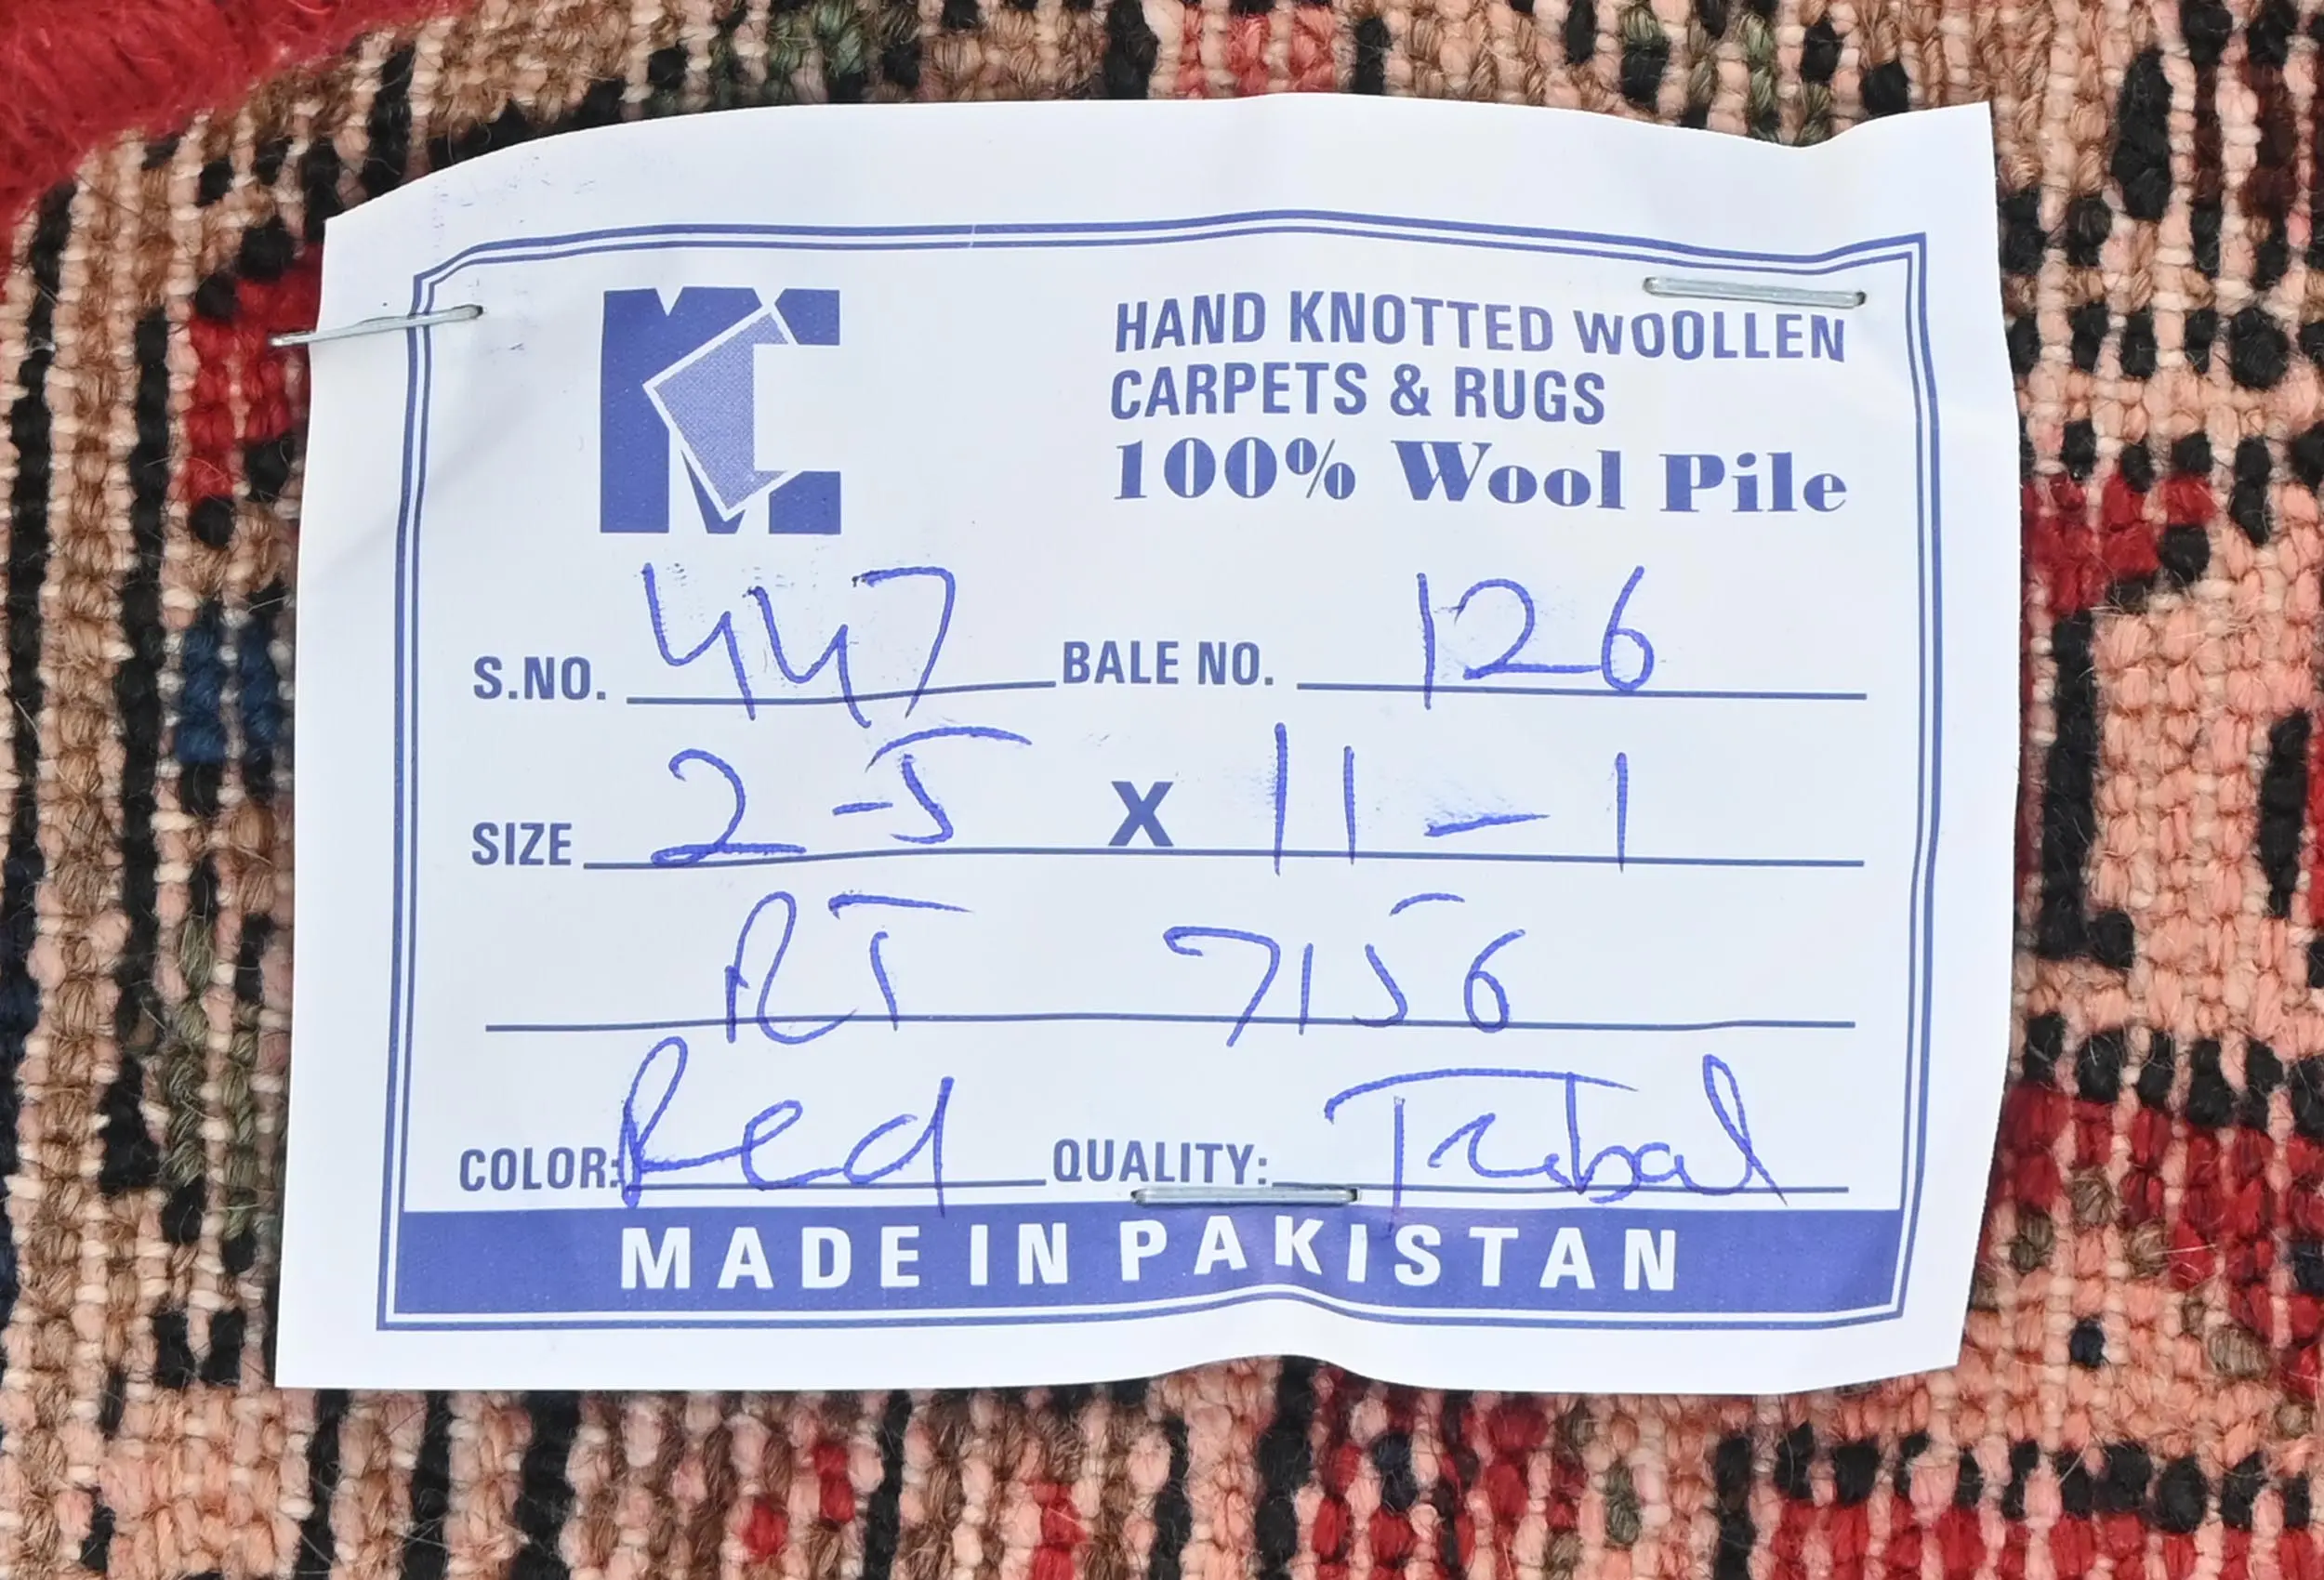 MC
HAND KNOTTED WOOLLEN
CARPETS & RUGS
100% Wool Pile
S.NO. 447 BALE NO. 126
SIZE 2-5 X 11-1
RT 7156
COLOR: Red QUALITY: Tribal
MADE IN PAKISTAN